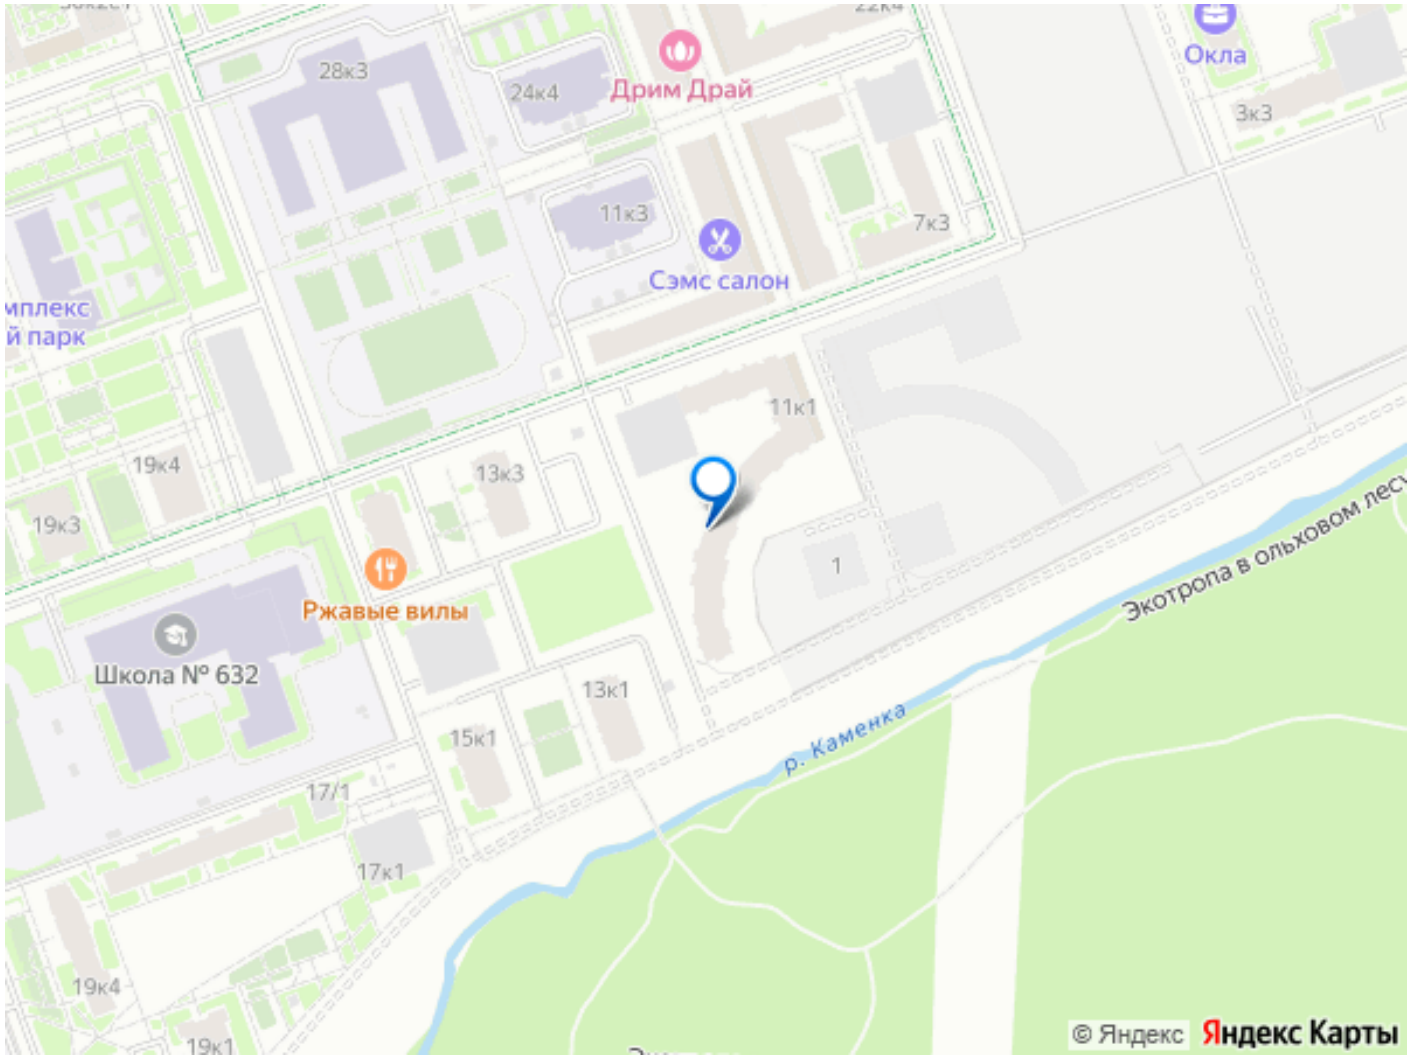 28к3
24к4
22к4
Дрим Драй
Окла
3к3
11к3
7к3
Сэмс салон
мплекс
й парк
11к1
19к4
13к3
19к3
1
Ржавые вилы
Школа № 632
Экотропа в ольховом лесу
13к1
р. Каменка
15к1
17/1
17к1
19к4
19к1
© Яндекс Яндекс Карты